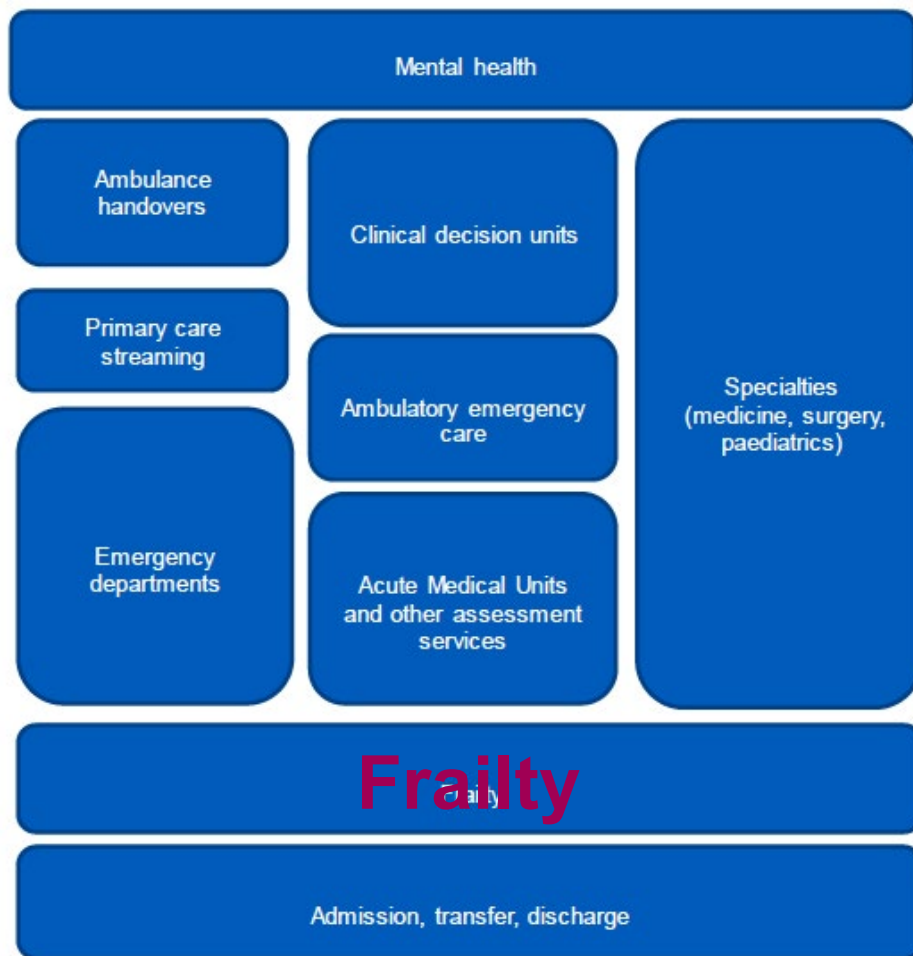 Mental health
Ambulance
handovers
Primary care
streaming
Emergency
departments
Clinical decision units
Ambulatory emergency
care
Acute Medical Units
and other assessment
services
Specialties
(medicine, surgery,
paediatrics)
Frailty
Frailty
Admission, transfer, discharge